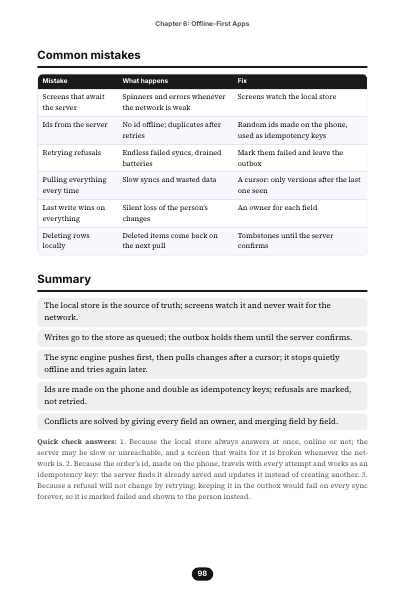 Chapter 6: Offline-First Apps
Common mistakes
Mistake What happens Fix
Screens that await Spinners and errors whenever Screens watch the local store
the server the network is weak
Ids from the server No id offline; duplicates after Random ids made on the phone,
retries used as idempotency keys
Retrying refusals Endless failed syncs, drained Mark them failed and leave the
batteries outbox
Pulling everything Slow syncs and wasted data A cursor: only versions after the last
every time one seen
Last write wins on Silent loss of the person's An owner for each field
everything changes
Deleting rows Deleted items come back on Tombstones until the server
locally the next pull confirms
Summary
The local store is the source of truth; screens watch it and never wait for the
network.
Writes go to the store as queued; the outbox holds them until the server confirms.
The sync engine pushes first, then pulls changes after a cursor; it stops quietly
offline and tries again later.
Ids are made on the phone and double as idempotency keys; refusals are marked,
not retried.
Conflicts are solved by giving every field an owner, and merging field by field.
Quick check answers: 1. Because the local store always answers at once, online or not; the
server may be slow or unreachable, and a screen that waits for it is broken whenever the net-
work is. 2. Because the order's id, made on the phone, travels with every attempt and works as an
idempotency key: the server finds it already saved and updates it instead of creating another. 3.
Because a refusal will not change by retrying; keeping it in the outbox would fail on every sync
forever, so it is marked failed and shown to the person instead.
98